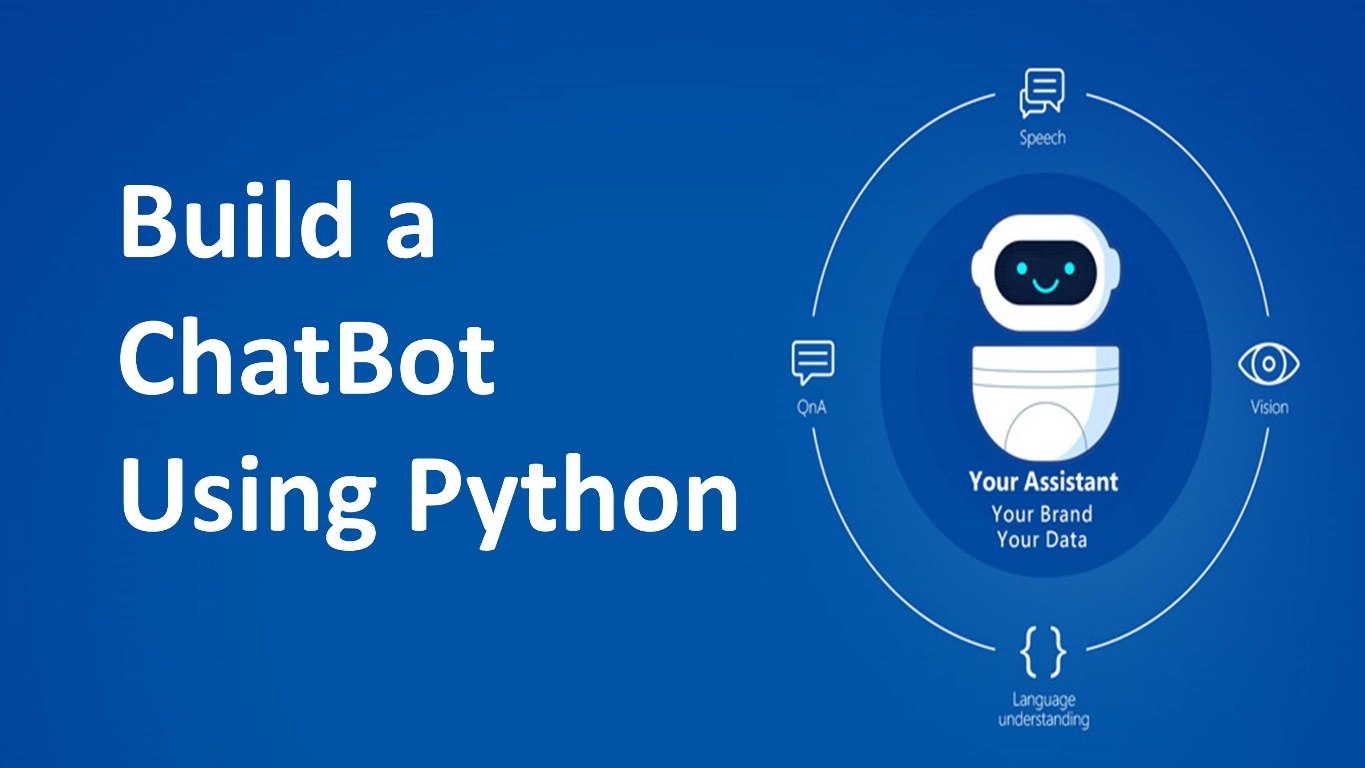 Build a
ChatBot
Using Python
Speech
QnA
Vision
Your Assistant
Your Brand
Your Data
Language
understanding